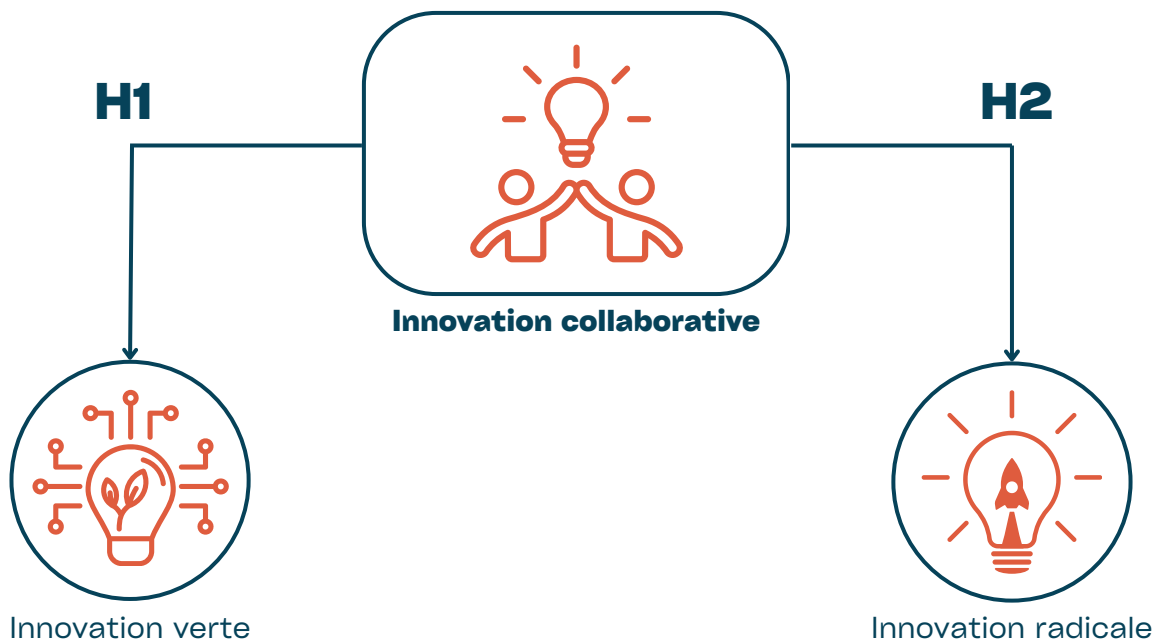 H1
H2
Innovation collaborative
Innovation verte
Innovation radicale